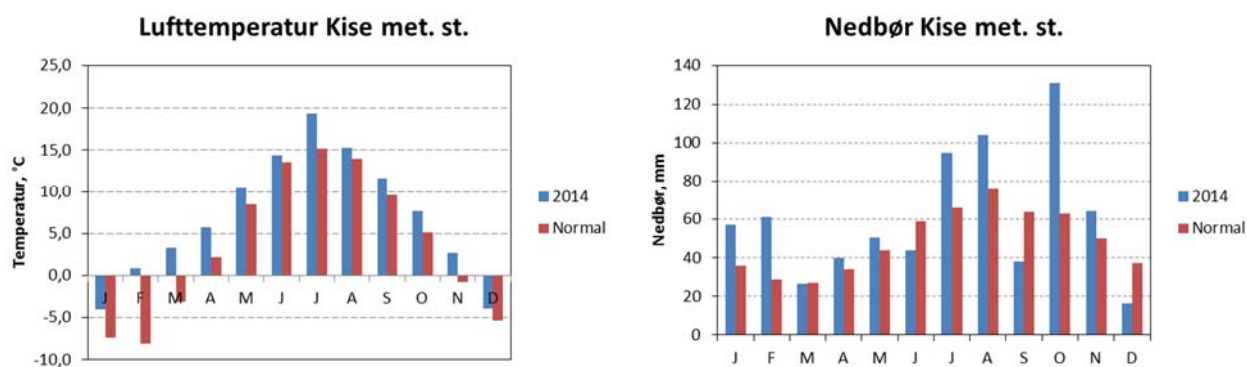 Lufttemperatur Kise met. st.
25,0
20,0
15,0
10,0
5,0
0,0
-5,0
-10,0
Temperatur, °C
J F M A M J J A S O N D
2014
Normal
Nedbør Kise met. st.
140
120
100
80
60
40
20
0
Nedbør, mm
J F M A M J J A S O N D
2014
Normal